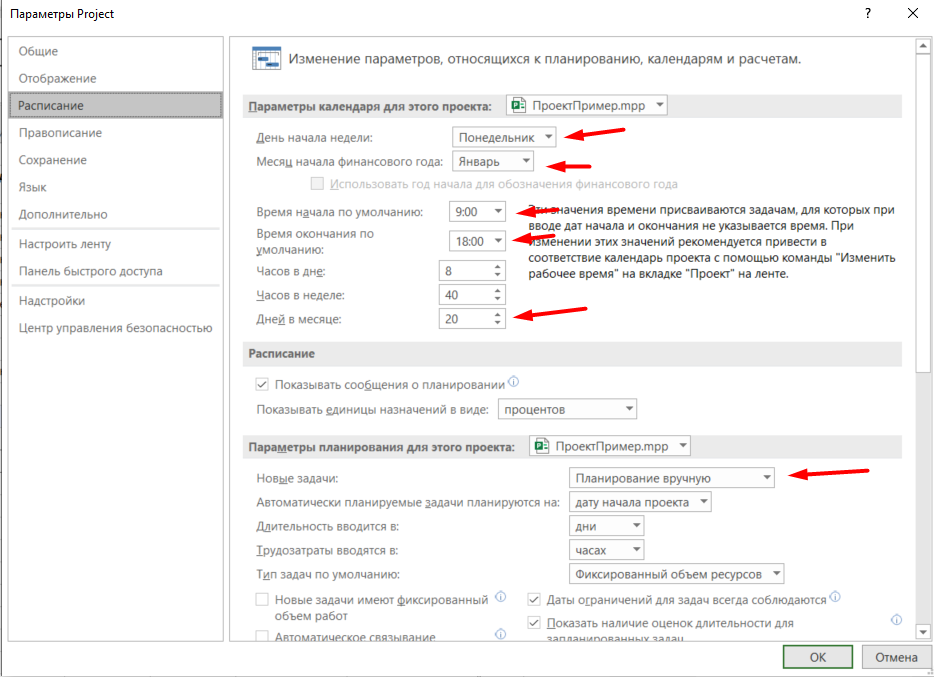 Параметры Project
?
Общие
Отображение
Расписание
Правописание
Сохранение
Язык
Дополнительно
Настроить ленту
Панель быстрого доступа
Надстройки
Центр управления безопасностью
Изменение параметров, относящихся к планированию, календарям и расчетам.
Параметры календаря для этого проекта: ПроектПример.mpp
День начала недели: Понедельник
Месяц начала финансового года: Январь
Использовать год начала для обозначения финансового года
Время начала по умолчанию: 9:00
Время окончания по
умолчанию: 18:00
Эти значения времени присваиваются задачам, для которых при
вводе дат начала и окончания не указывается время. При
изменении этих значений рекомендуется привести в
соответствие календарь проекта с помощью команды "Изменить
рабочее время" на вкладке "Проект" на ленте.
Часов в дне: 8
Часов в неделе: 40
Дней в месяце: 20
Расписание
Показывать сообщения о планировании
Показывать единицы назначений в виде: процентов
Параметры планирования для этого проекта: ПроектПример.mpp
Новые задачи: Планирование вручную
Автоматически планируемые задачи планируются на: дату начала проекта
Длительность вводится в: дни
Трудозатраты вводятся в: часах
Тип задач по умолчанию: Фиксированный объем ресурсов
Новые задачи имеют фиксированный
объем работ
Автоматическое связывание
Даты ограничений для задач всегда соблюдаются
Показать наличие оценок длительности для
запланированных задач
ОК
Отмена